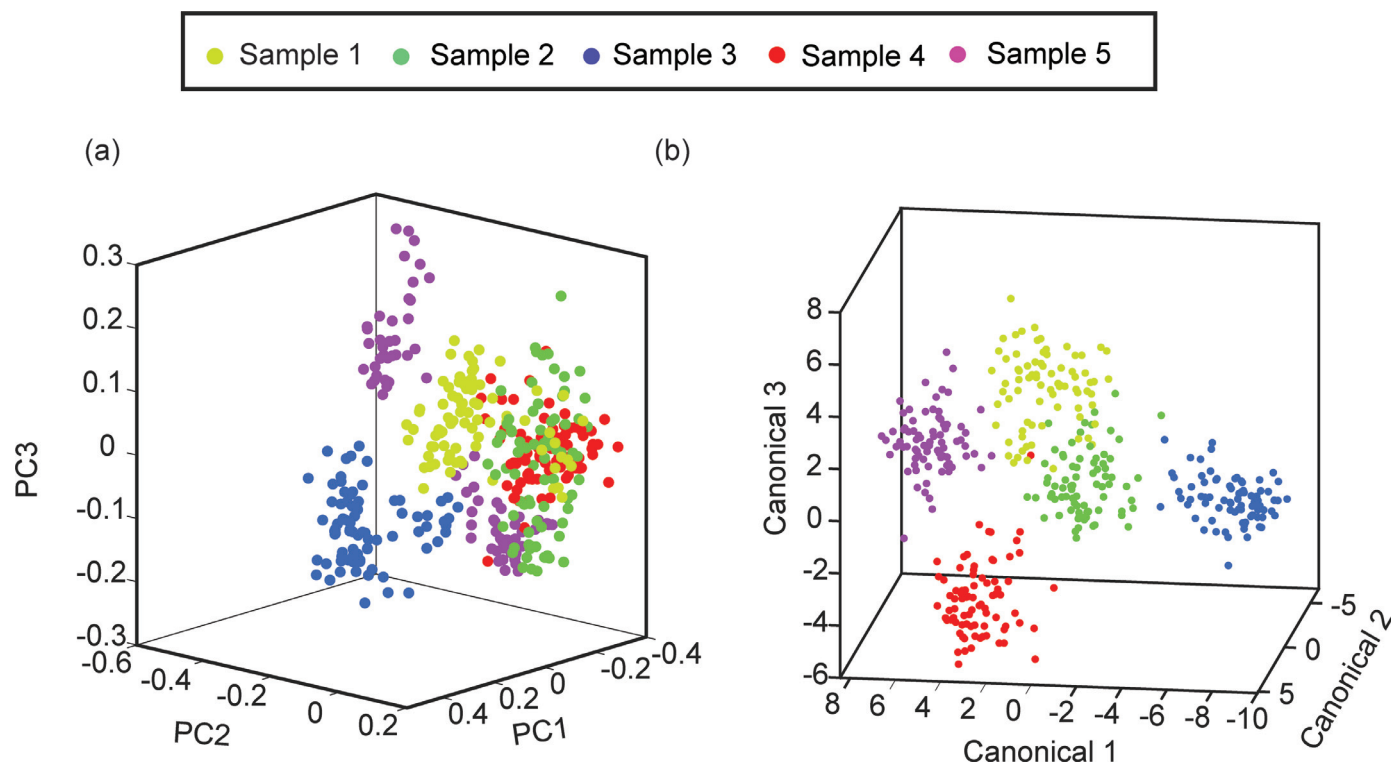 Sample 1 Sample 2 Sample 3 Sample 4 Sample 5
(a)
0.3
0.2
0.1
0
-0.1
-0.2
-0.3
PC3
-0.6 -0.4 -0.2 0 0.2
PC2
0.4 0.2 0 -0.2 -0.4
PC1
(b)
8
6
4
2
0
-2
-4
-6
Canonical 3
8 6 4 2 0 -2 -4 -6 -8 -10
Canonical 1
5 0 -5
Canonical 2